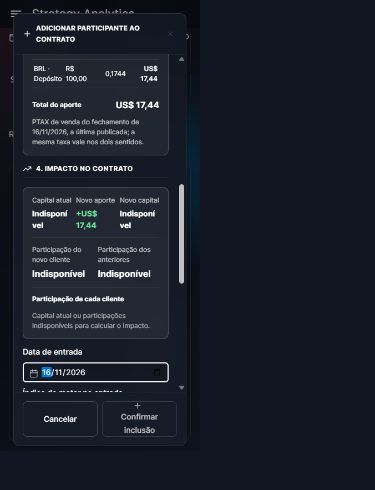 Strategy Analytics
ADICIONAR PARTICIPANTE AO
CONTRATO
BRL · R$ US$
Depósito 100,00 0,1744 17,44
Total do aporte US$ 17,44
PTAX de venda do fechamento de
16/11/2026, a última publicada; a
mesma taxa vale nos dois sentidos.
4. IMPACTO NO CONTRATO
Capital atual Novo aporte Novo capital
Indisponí +US$ Indisponí
vel 17,44 vel
Participação do Participação dos
novo cliente anteriores
Indisponível Indisponível
Participação de cada cliente
Capital atual ou participações
indisponíveis para calcular o impacto.
Data de entrada
16/11/2026
Cancelar
Confirmar
inclusão